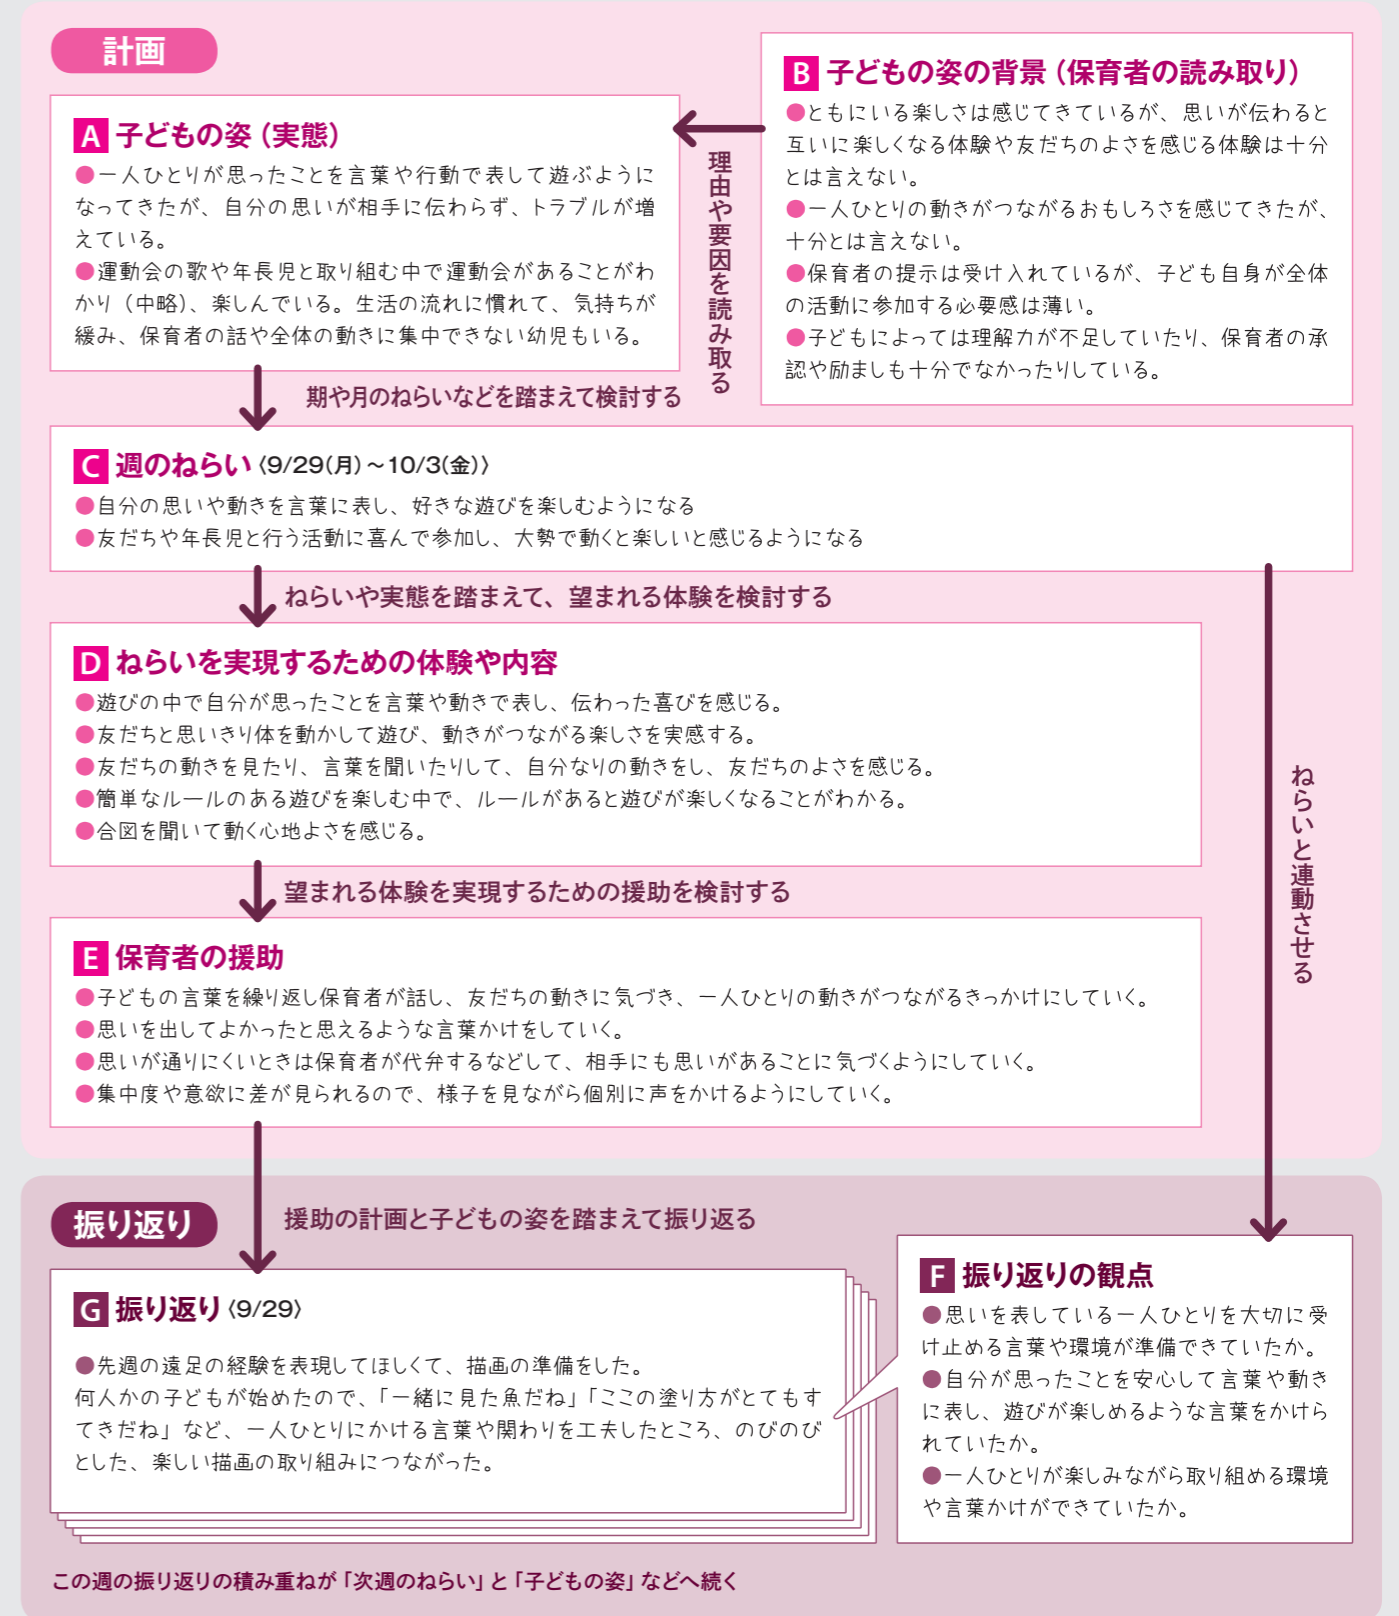 計画
A 子どもの姿（実態）
●一人ひとりが思ったことを言葉や行動で表して遊ぶように
なってきたが、自分の思いが相手に伝わらず、トラブルが増
えている。
●運動会の歌や年長児と取り組む中で運動会があることがわ
かり（中略）、楽しんでいる。生活の流れに慣れて、気持ちが
緩み、保育者の話や全体の動きに集中できない幼児もいる。
理由や要因を読み取る
B 子どもの姿の背景（保育者の読み取り）
●ともにいる楽しさは感じてきているが、思いが伝わると
互いに楽しくなる体験や友だちのよさを感じる体験は十分
とは言えない。
●一人ひとりの動きがつながるおもしろさを感じてきたが、
十分とは言えない。
●保育者の提示は受け入れているが、子ども自身が全体
の活動に参加する必要感は薄い。
●子どもによっては理解力が不足していたり、保育者の承
認や励ましも十分でなかったりしている。
期や月のねらいなどを踏まえて検討する
C 週のねらい〈9/29(月)～10/3(金)〉
●自分の思いや動きを言葉に表し、好きな遊びを楽しむようになる
●友だちや年長児と行う活動に喜んで参加し、大勢で動くと楽しいと感じるようになる
ねらいや実態を踏まえて、望まれる体験を検討する
D ねらいを実現するための体験や内容
●遊びの中で自分が思ったことを言葉や動きで表し、伝わった喜びを感じる。
●友だちと思いきり体を動かして遊び、動きがつながる楽しさを実感する。
●友だちの動きを見たり、言葉を聞いたりして、自分なりの動きをし、友だちのよさを感じる。
●簡単なルールのある遊びを楽しむ中で、ルールがあると遊びが楽しくなることがわかる。
●合図を聞いて動く心地よさを感じる。
望まれる体験を実現するための援助を検討する
E 保育者の援助
●子どもの言葉を繰り返し保育者が話し、友だちの動きに気づき、一人ひとりの動きがつながるきっかけにしていく。
●思いを出してよかったと思えるような言葉かけをしていく。
●思いが通りにくいときは保育者が代弁するなどして、相手にも思いがあることに気づくようにしていく。
●集中度や意欲に差が見られるので、様子を見ながら個別に声をかけるようにしていく。
ねらいと連動させる
振り返り
援助の計画と子どもの姿を踏まえて振り返る
G 振り返り〈9/29〉
●先週の遠足の経験を表現してほしくて、描画の準備をした。
何人かの子どもが始めたので、「一緒に見た魚だね」「ここの塗り方がとてもす
てきだね」など、一人ひとりにかける言葉や関わりを工夫したところ、のびのび
とした、楽しい描画の取り組みにつながった。
F 振り返りの観点
●思いを表している一人ひとりを大切に受
け止める言葉や環境が準備できていたか。
●自分が思ったことを安心して言葉や動き
に表し、遊びが楽しめるような言葉をかけら
れていたか。
●一人ひとりが楽しみながら取り組める環境
や言葉かけができていたか。
この週の振り返りの積み重ねが「次週のねらい」と「子どもの姿」などへ続く